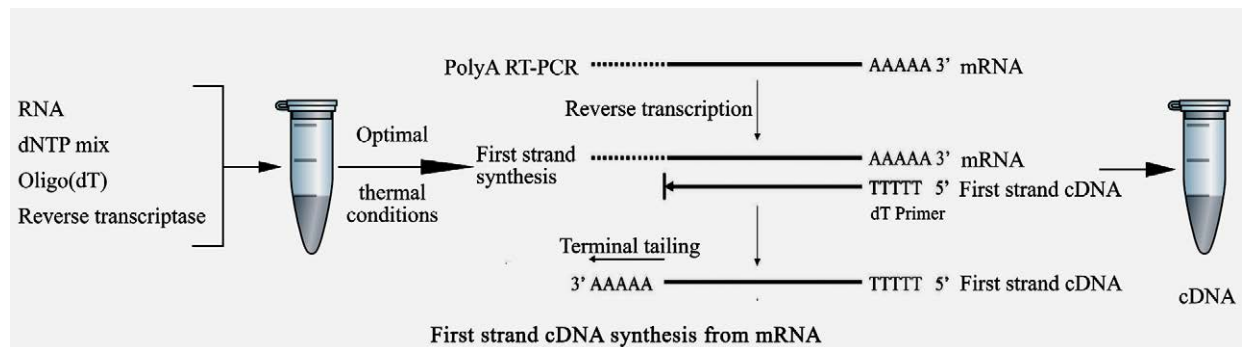 PolyA RT-PCR
AAAAA 3’ mRNA
RNA
dNTP mix
Oligo(dT)
Reverse transcriptase
Optimal
thermal
conditions
Reverse transcription
First strand
synthesis
AAAAA 3’ mRNA
TTTTT 5’ First strand cDNA
dT Primer
Terminal tailing
3’ AAAAA
TTTTT 5’ First strand cDNA
cDNA
First strand cDNA synthesis from mRNA